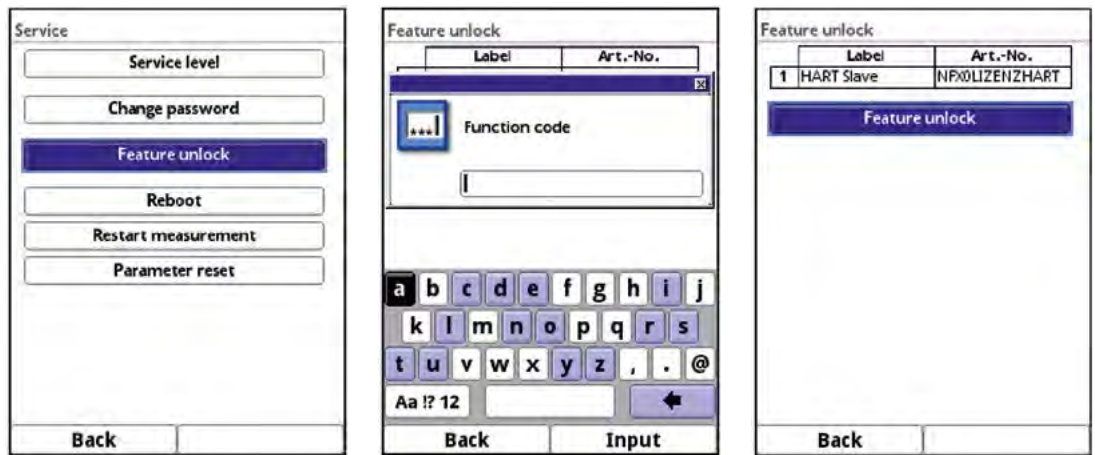 Service
Service level
Change password
Feature unlock
Reboot
Restart measurement
Parameter reset
Back
Feature unlock
Label Art.-No.
Function code
a b c d e f g h i j
k l m n o p q r s
t u v w x y z , . @
Aa !? 12
Back Input
Feature unlock
Label Art.-No.
1 HART Slave NFX0LIZENZHART
Feature unlock
Back